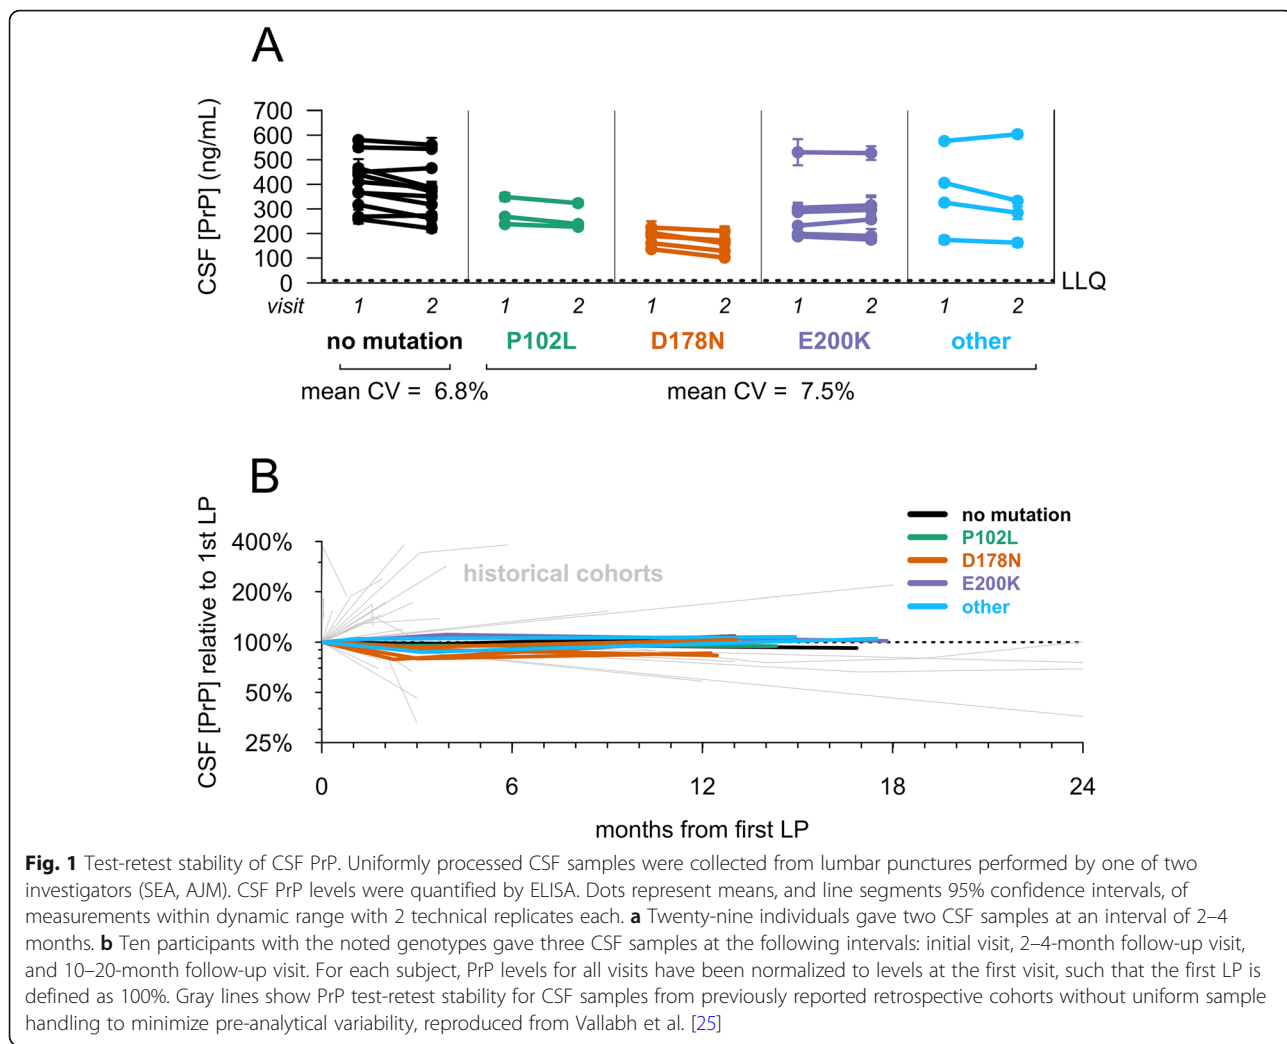 A
CSF [PrP] (ng/mL)
700
600
500
400
300
200
100
0
LLQ
visit 1 2 1 2 1 2 1 2 1 2
no mutation P102L D178N E200K other
mean CV = 6.8% mean CV = 7.5%
B
CSF [PrP] relative to 1st LP
400%
200%
100%
50%
25%
historical cohorts
no mutation
P102L
D178N
E200K
other
0 6 12 18 24
months from first LP
Fig. 1 Test-retest stability of CSF PrP. Uniformly processed CSF samples were collected from lumbar punctures performed by one of two
investigators (SEA, AJM). CSF PrP levels were quantified by ELISA. Dots represent means, and line segments 95% confidence intervals, of
measurements within dynamic range with 2 technical replicates each. a Twenty-nine individuals gave two CSF samples at an interval of 2–4
months. b Ten participants with the noted genotypes gave three CSF samples at the following intervals: initial visit, 2–4-month follow-up visit,
and 10–20-month follow-up visit. For each subject, PrP levels for all visits have been normalized to levels at the first visit, such that the first LP is
defined as 100%. Gray lines show PrP test-retest stability for CSF samples from previously reported retrospective cohorts without uniform sample
handling to minimize pre-analytical variability, reproduced from Vallabh et al. [25]